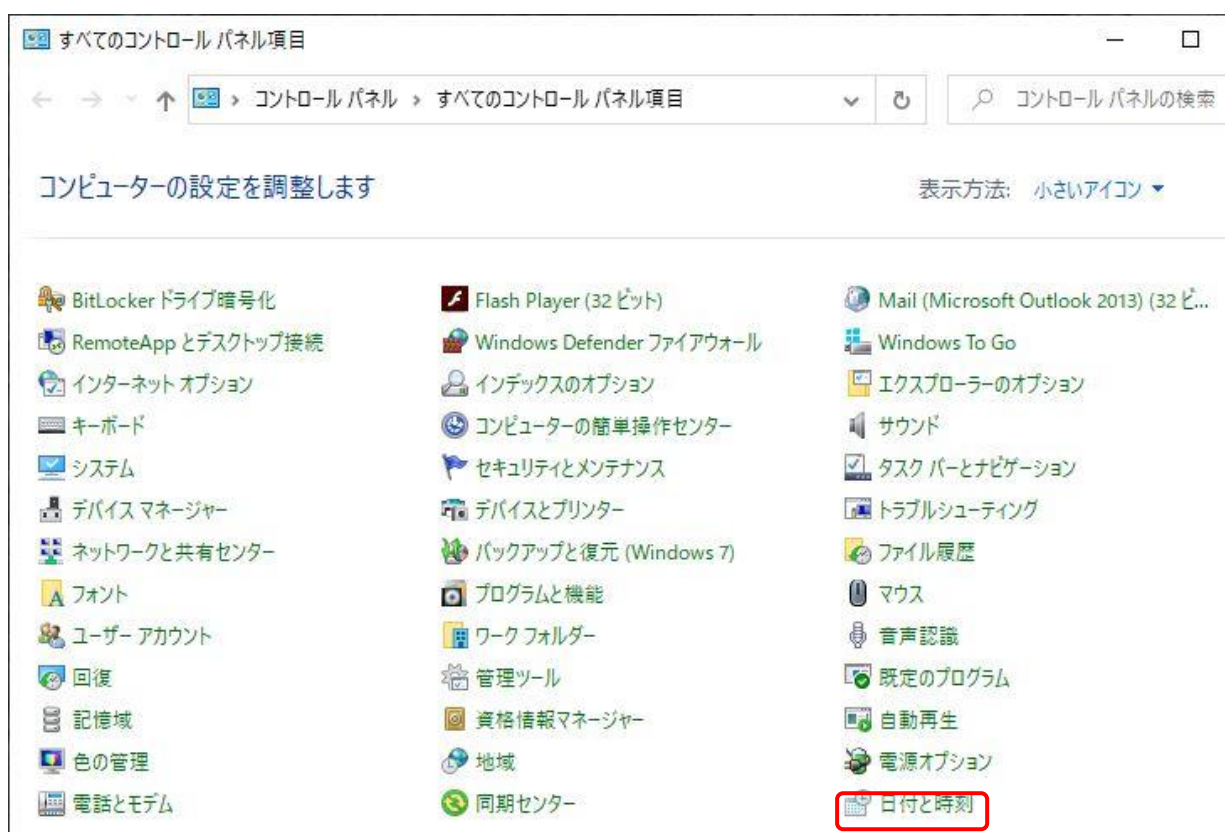 すべてのコントロール パネル項目
コントロール パネル › すべてのコントロール パネル項目
コントロール パネルの検索
コンピューターの設定を調整します
表示方法: 小さいアイコン
BitLocker ドライブ暗号化 Flash Player (32 ビット) Mail (Microsoft Outlook 2013) (32 ビ...
RemoteApp とデスクトップ接続 Windows Defender ファイアウォール Windows To Go
インターネット オプション インデックスのオプション エクスプローラーのオプション
キーボード コンピューターの簡単操作センター サウンド
システム セキュリティとメンテナンス タスク バーとナビゲーション
デバイス マネージャー デバイスとプリンター トラブルシューティング
ネットワークと共有センター バックアップと復元 (Windows 7) ファイル履歴
フォント プログラムと機能 マウス
ユーザー アカウント ワーク フォルダー 音声認識
回復 管理ツール 既定のプログラム
記憶域 資格情報マネージャー 自動再生
色の管理 地域 電源オプション
電話とモデム 同期センター 日付と時刻